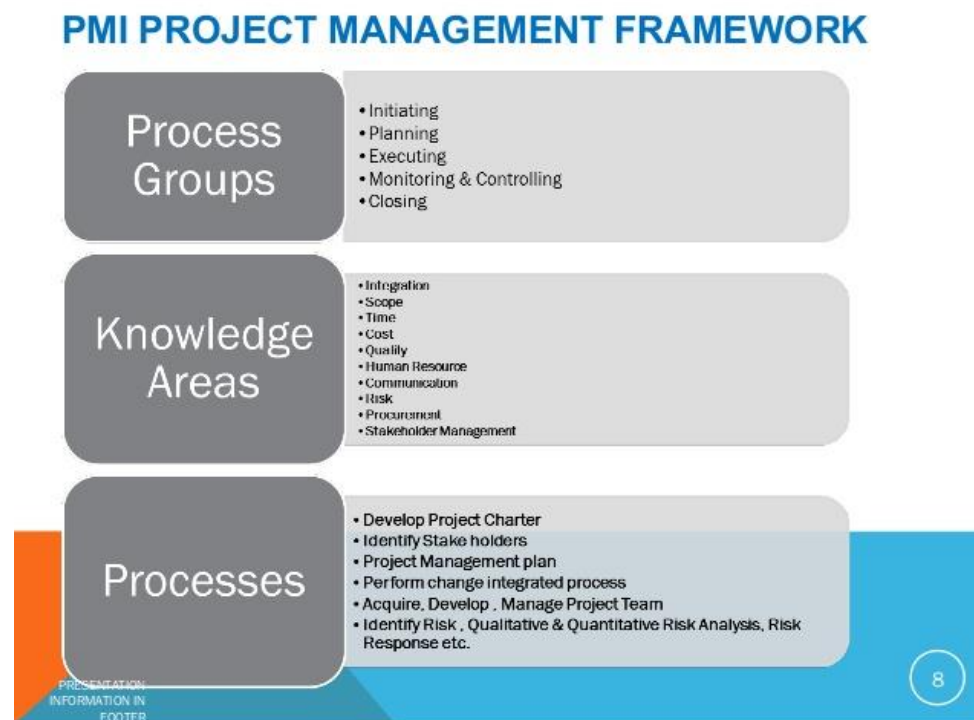 PMI PROJECT MANAGEMENT FRAMEWORK
Process
Groups
•Initiating
•Planning
•Executing
•Monitoring & Controlling
•Closing
Knowledge
Areas
•Integration
•Scope
•Time
•Cost
•Quality
•Human Resource
•Communication
•Risk
•Procurement
•Stakeholder Management
Processes
• Develop Project Charter
• Identify Stake holders
• Project Management plan
• Perform change integrated process
• Acquire, Develop , Manage Project Team
• Identify Risk , Qualitative & Quantitative Risk Analysis, Risk
Response etc.
PRESENTATION
INFORMATION IN
FOOTER
8